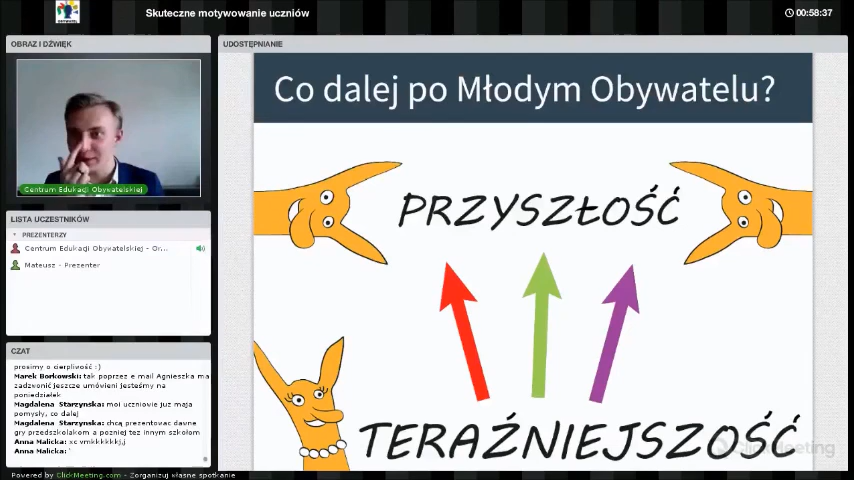 Skuteczne motywowanie uczniów
00:58:37
OBRAZ I DŹWIĘK
Centrum Edukacji Obywatelskiej
LISTA UCZESTNIKÓW
PREZENTERZY
Centrum Edukacji Obywatelskiej - Gr...
Mateusz - Prezenter
CZAT
prosimy o cierpliwość :)
Marek Borkowski: tak poprzez e mail Agnieszka ma
zadzwonić jeszcze umówieni jesteśmy na
poniedziałek
Magdalena Starzynska: moi uczniowie juz maja
pomysły, co dalej
Magdalena Starzynska: chcą prezentowac dawne
gry przedszkolakom a pozniej tez innym szkołom
Anna Malicka: xc vmkkkkkkj,j
Anna Malicka: `
UDOSTĘPNIANIE
Co dalej po Młodym Obywatelu?
PRZYSZŁOŚĆ
TERAŹNIEJSZOŚĆ
ClickMeeting
Powered by ClickMeeting.com - Zorganizuj własne spotkanie